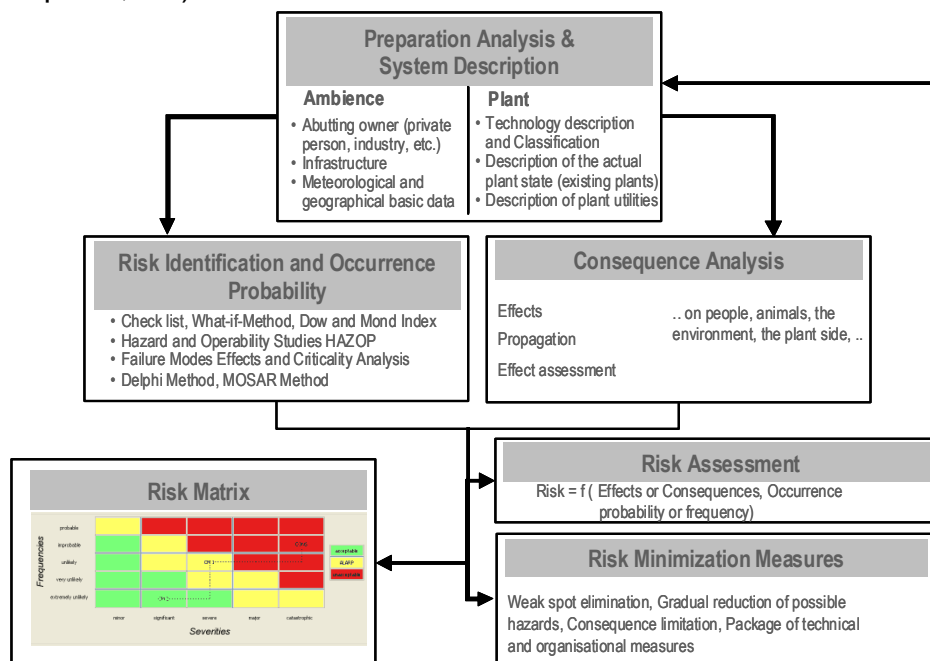 Preparation Analysis &
System Description
Ambience
• Abutting owner (private
person, industry, etc.)
• Infrastructure
• Meteorological and
geographical basic data
Plant
• Technology description
and Classification
• Description of the actual
plant state (existing plants)
• Description of plant utilities
Risk Identification and Occurrence
Probability
• Check list, What-if-Method, Dow and Mond Index
• Hazard and Operability Studies HAZOP
• Failure Modes Effects and Criticality Analysis
• Delphi Method, MOSAR Method
Consequence Analysis
Effects
Propagation
Effect assessment
.. on people, animals, the
environment, the plant side, ..
Risk Matrix
Frequencies
probable
improbable
unlikely
very unlikely
extremely unlikely
minor
significant
severe
major
catastrophic
Severities
acceptable
ALARP
unacceptable
Risk Assessment
Risk = f ( Effects or Consequences, Occurrence
probability or frequency)
Risk Minimization Measures
Weak spot elimination, Gradual reduction of possible
hazards, Consequence limitation, Package of technical
and organisational measures